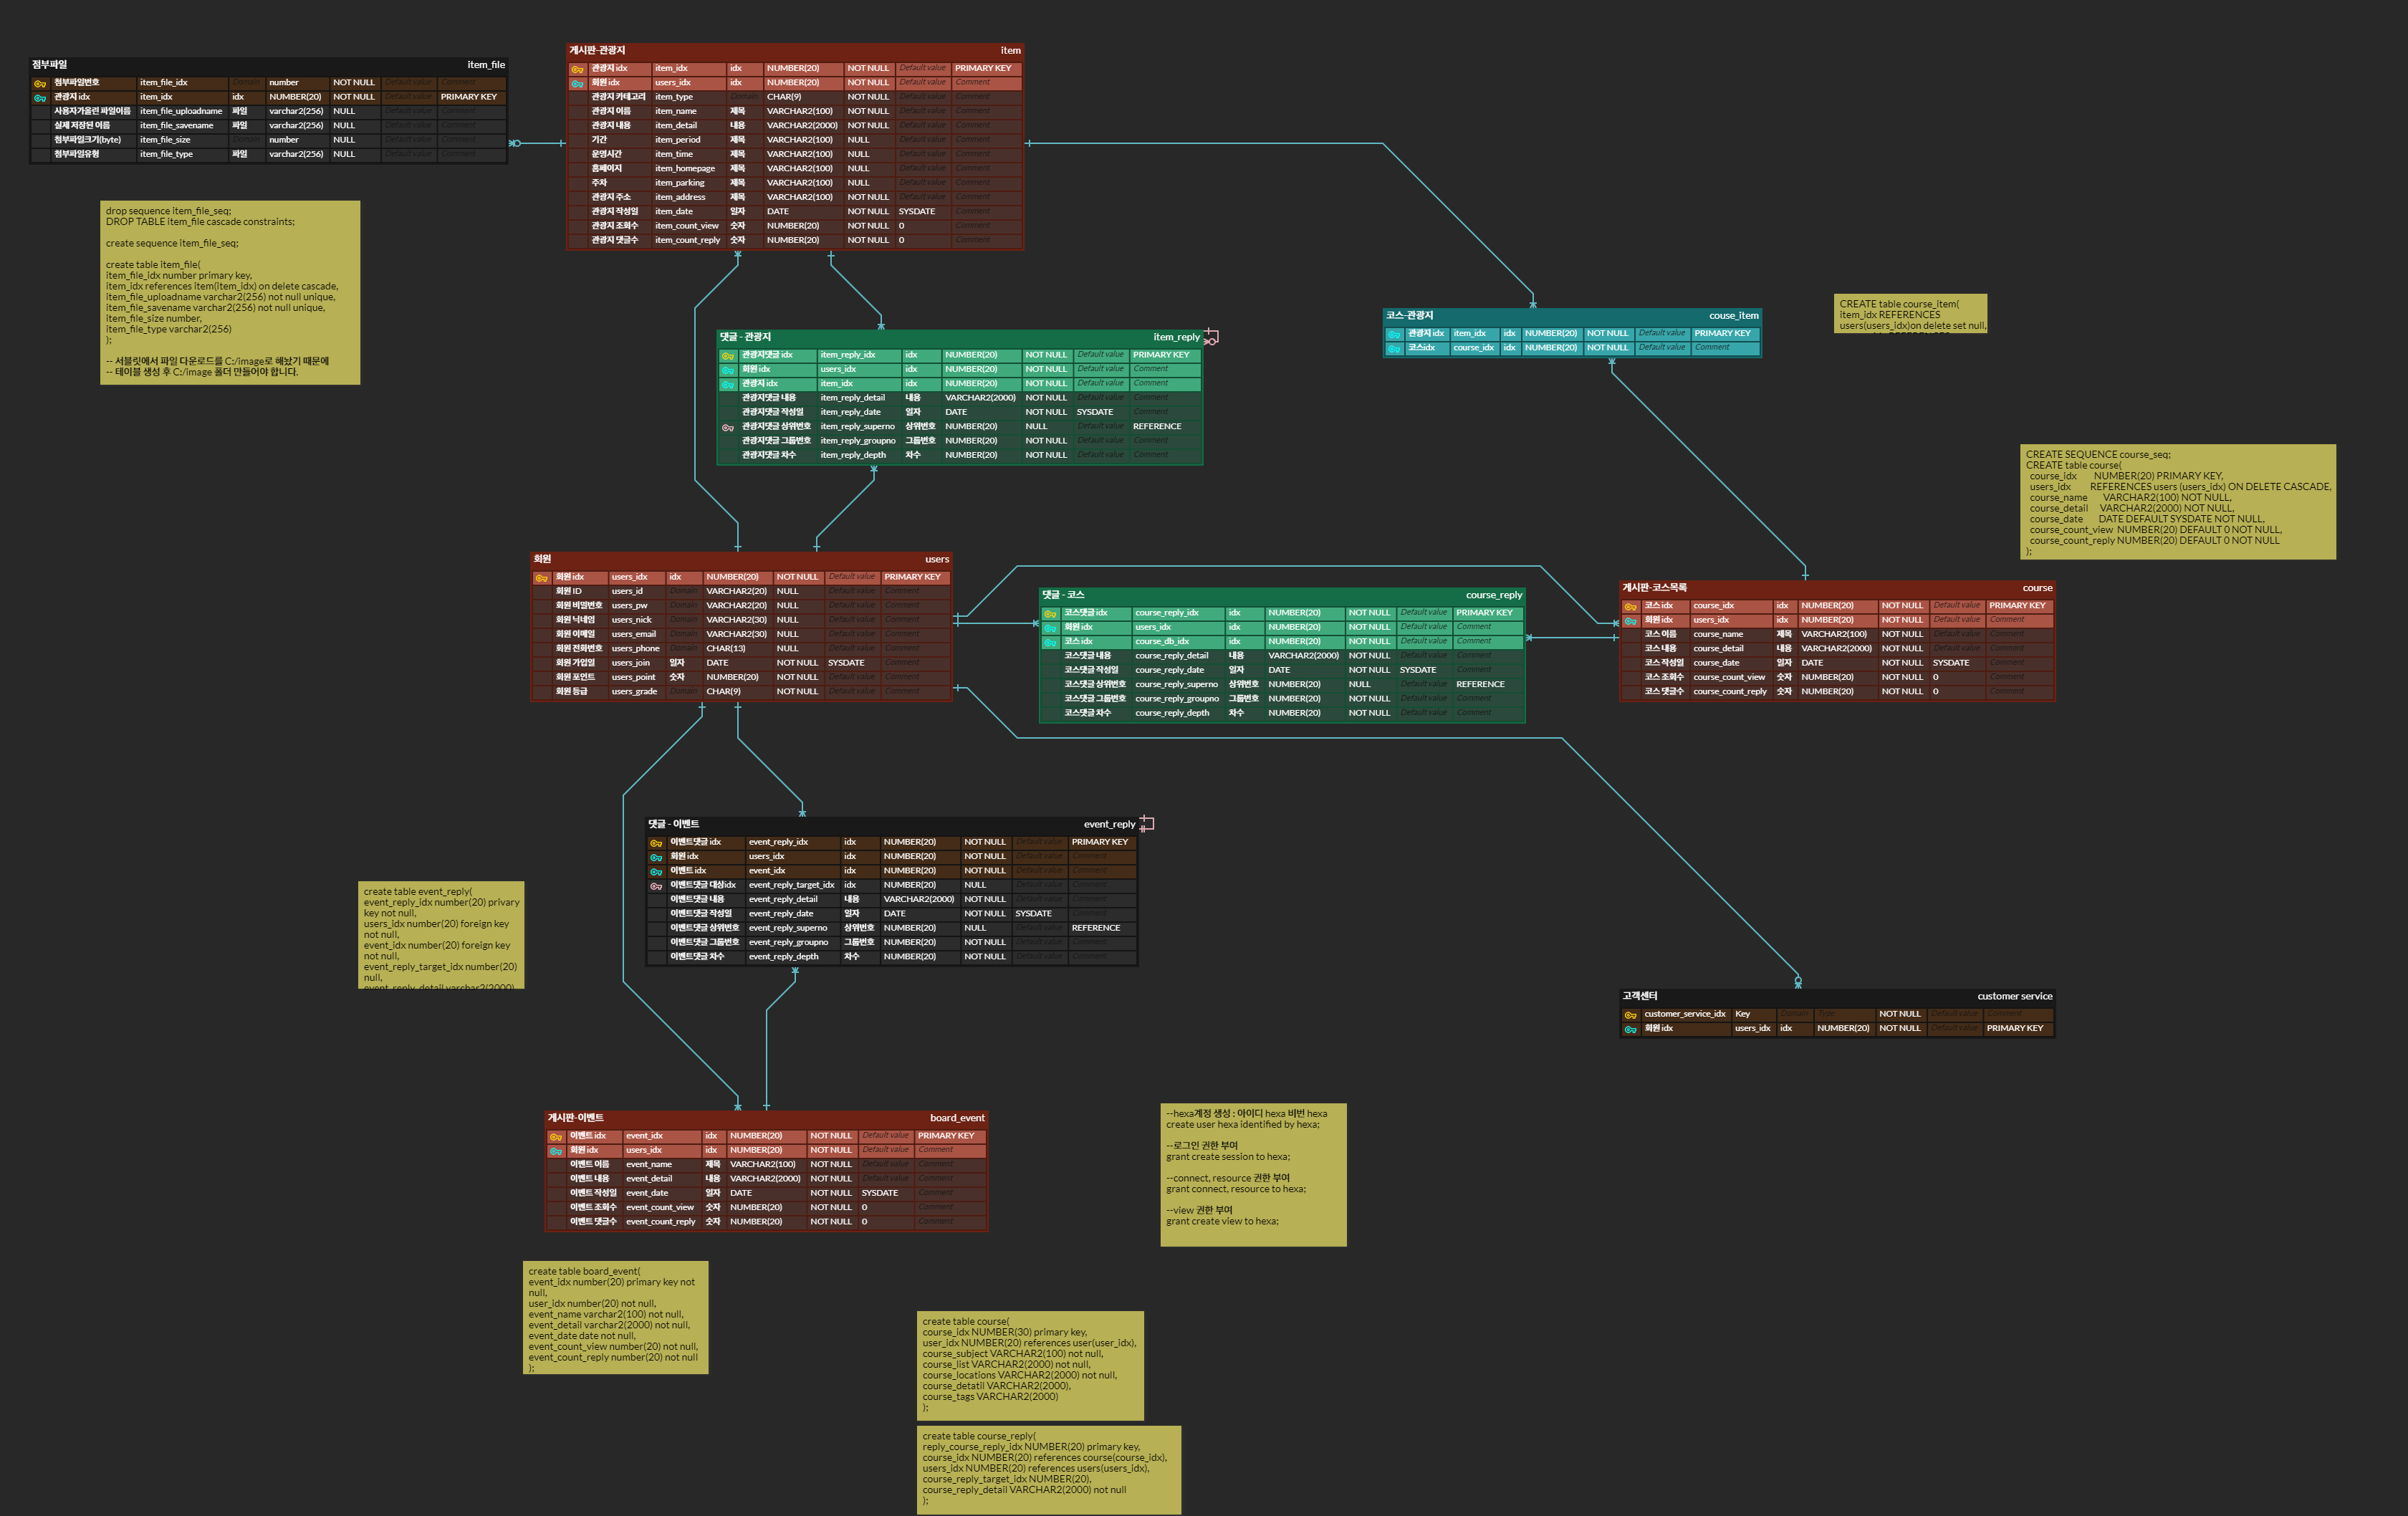 첨부파일 item_file
첨부파일번호 item_file_idx Domain number NOT NULL Default value Comment
관광지 idx item_idx idx NUMBER(20) NOT NULL Default value PRIMARY KEY
사용자가올린 파일이름 item_file_uploadname 파일 varchar2(256) NULL Default value Comment
실제 저장된 이름 item_file_savename 파일 varchar2(256) NULL Default value Comment
첨부파일크기(byte) item_file_size Domain number NULL Default value Comment
첨부파일유형 item_file_type 파일 varchar2(256) NULL Default value Comment
게시판-관광지 item
관광지 idx item_idx idx NUMBER(20) NOT NULL Default value PRIMARY KEY
회원 idx users_idx idx NUMBER(20) NOT NULL Default value Comment
관광지 카테고리 item_type Domain CHAR(9) NOT NULL Default value Comment
관광지 이름 item_name 제목 VARCHAR2(100) NOT NULL Default value Comment
관광지 내용 item_detail 내용 VARCHAR2(2000) NOT NULL Default value Comment
기간 item_period 제목 VARCHAR2(100) NULL Default value Comment
운영시간 item_time 제목 VARCHAR2(100) NULL Default value Comment
홈페이지 item_homepage 제목 VARCHAR2(100) NULL Default value Comment
주차 item_parking 제목 VARCHAR2(100) NULL Default value Comment
관광지 주소 item_address 제목 VARCHAR2(100) NOT NULL Default value Comment
관광지 작성일 item_date 일자 DATE NOT NULL SYSDATE Comment
관광지 조회수 item_count_view 숫자 NUMBER(20) NOT NULL 0 Comment
관광지 댓글수 item_count_reply 숫자 NUMBER(20) NOT NULL 0 Comment
drop sequence item_file_seq;
DROP TABLE item_file cascade constraints;
create sequence item_file_seq;
create table item_file(
item_file_idx number primary key,
item_idx references item(item_idx) on delete cascade,
item_file_uploadname varchar2(256) not null unique,
item_file_savename varchar2(256) not null unique,
item_file_size number,
item_file_type varchar2(256)
);
-- 서블릿에서 파일 다운로드를 C:/image로 해놨기 때문에
-- 테이블 생성 후 C:/image 폴더 만들어야 합니다.
댓글 - 관광지 item_reply
관광지댓글 idx item_reply_idx idx NUMBER(20) NOT NULL Default value PRIMARY KEY
회원 idx users_idx idx NUMBER(20) NOT NULL Default value Comment
관광지 idx item_idx idx NUMBER(20) NOT NULL Default value Comment
관광지댓글 내용 item_reply_detail 내용 VARCHAR2(2000) NOT NULL Default value Comment
관광지댓글 작성일 item_reply_date 일자 DATE NOT NULL SYSDATE Comment
관광지댓글 상위번호 item_reply_superno 상위번호 NUMBER(20) NULL Default value REFERENCE
관광지댓글 그룹번호 item_reply_groupno 그룹번호 NUMBER(20) NOT NULL Default value Comment
관광지댓글 차수 item_reply_depth 차수 NUMBER(20) NOT NULL Default value Comment
코스-관광지 couse_item
관광지 idx item_idx idx NUMBER(20) NOT NULL Default value PRIMARY KEY
코스idx course_idx idx NUMBER(20) NOT NULL Default value Comment
CREATE table course_item(
item_idx REFERENCES
users(users_idx)on delete set null,
CREATE SEQUENCE course_seq;
CREATE table course(
course_idx NUMBER(20) PRIMARY KEY,
users_idx REFERENCES users (users_idx) ON DELETE CASCADE,
course_name VARCHAR2(100) NOT NULL,
course_detail VARCHAR2(2000) NOT NULL,
course_date DATE DEFAULT SYSDATE NOT NULL,
course_count_view NUMBER(20) DEFAULT 0 NOT NULL,
course_count_reply NUMBER(20) DEFAULT 0 NOT NULL
);
회원 users
회원 idx users_idx idx NUMBER(20) NOT NULL Default value PRIMARY KEY
회원 ID users_id Domain VARCHAR2(20) NULL Default value Comment
회원 비밀번호 users_pw Domain VARCHAR2(20) NULL Default value Comment
회원 닉네임 users_nick Domain VARCHAR2(30) NULL Default value Comment
회원 이메일 users_email Domain VARCHAR2(30) NULL Default value Comment
회원 전화번호 users_phone Domain CHAR(13) NULL Default value Comment
회원 가입일 users_join 일자 DATE NOT NULL SYSDATE Comment
회원 포인트 users_point 숫자 NUMBER(20) NOT NULL Default value Comment
회원 등급 users_grade Domain CHAR(9) NOT NULL Default value Comment
댓글 - 코스 course_reply
코스댓글 idx course_reply_idx idx NUMBER(20) NOT NULL Default value PRIMARY KEY
회원 idx users_idx idx NUMBER(20) NOT NULL Default value Comment
코스 idx course_db_idx idx NUMBER(20) NOT NULL Default value Comment
코스댓글 내용 course_reply_detail 내용 VARCHAR2(2000) NOT NULL Default value Comment
코스댓글 작성일 course_reply_date 일자 DATE NOT NULL SYSDATE Comment
코스댓글 상위번호 course_reply_superno 상위번호 NUMBER(20) NULL Default value REFERENCE
코스댓글 그룹번호 course_reply_groupno 그룹번호 NUMBER(20) NOT NULL Default value Comment
코스댓글 차수 course_reply_depth 차수 NUMBER(20) NOT NULL Default value Comment
게시판-코스목록 course
코스 idx course_idx idx NUMBER(20) NOT NULL Default value PRIMARY KEY
회원 idx users_idx idx NUMBER(20) NOT NULL Default value Comment
코스 이름 course_name 제목 VARCHAR2(100) NOT NULL Default value Comment
코스 내용 course_detail 내용 VARCHAR2(2000) NOT NULL Default value Comment
코스 작성일 course_date 일자 DATE NOT NULL SYSDATE Comment
코스 조회수 course_count_view 숫자 NUMBER(20) NOT NULL 0 Comment
코스 댓글수 course_count_reply 숫자 NUMBER(20) NOT NULL 0 Comment
댓글 - 이벤트 event_reply
이벤트댓글 idx event_reply_idx idx NUMBER(20) NOT NULL Default value PRIMARY KEY
회원 idx users_idx idx NUMBER(20) NOT NULL Default value Comment
이벤트 idx event_idx idx NUMBER(20) NOT NULL Default value Comment
이벤트댓글 대상idx event_reply_target_idx idx NUMBER(20) NULL Default value Comment
이벤트댓글 내용 event_reply_detail 내용 VARCHAR2(2000) NOT NULL Default value Comment
이벤트댓글 작성일 event_reply_date 일자 DATE NOT NULL SYSDATE Comment
이벤트댓글 상위번호 event_reply_superno 상위번호 NUMBER(20) NULL Default value REFERENCE
이벤트댓글 그룹번호 event_reply_groupno 그룹번호 NUMBER(20) NOT NULL Default value Comment
이벤트댓글 차수 event_reply_depth 차수 NUMBER(20) NOT NULL Default value Comment
create table event_reply(
event_reply_idx number(20) privary
key not null,
users_idx number(20) foreign key
not null,
event_idx number(20) foreign key
not null,
event_reply_target_idx number(20)
null,
event_reply_detail varchar2(2000)
고객센터 customer service
customer_service_idx Key Domain Type NOT NULL Default value Comment
회원 idx users_idx idx NUMBER(20) NOT NULL Default value PRIMARY KEY
게시판-이벤트 board_event
이벤트 idx event_idx idx NUMBER(20) NOT NULL Default value PRIMARY KEY
회원 idx users_idx idx NUMBER(20) NOT NULL Default value Comment
이벤트 이름 event_name 제목 VARCHAR2(100) NOT NULL Default value Comment
이벤트 내용 event_detail 내용 VARCHAR2(2000) NOT NULL Default value Comment
이벤트 작성일 event_date 일자 DATE NOT NULL SYSDATE Comment
이벤트 조회수 event_count_view 숫자 NUMBER(20) NOT NULL 0 Comment
이벤트 댓글수 event_count_reply 숫자 NUMBER(20) NOT NULL 0 Comment
--hexa계정 생성 : 아이디 hexa 비번 hexa
create user hexa identified by hexa;
--로그인 권한 부여
grant create session to hexa;
--connect, resource 권한 부여
grant connect, resource to hexa;
--view 권한 부여
grant create view to hexa;
create table board_event(
event_idx number(20) primary key not
null,
user_idx number(20) not null,
event_name varchar2(100) not null,
event_detail varchar2(2000) not null,
event_date date not null,
event_count_view number(20) not null,
event_count_reply number(20) not null
);
create table course(
course_idx NUMBER(30) primary key,
user_idx NUMBER(20) references user(user_idx),
course_subject VARCHAR2(100) not null,
course_list VARCHAR2(2000) not null,
course_locations VARCHAR2(2000) not null,
course_detatil VARCHAR2(2000),
course_tags VARCHAR2(2000)
);
create table course_reply(
reply_course_reply_idx NUMBER(20) primary key,
course_idx NUMBER(20) references course(course_idx),
users_idx NUMBER(20) references users(users_idx),
course_reply_target_idx NUMBER(20),
course_reply_detail VARCHAR2(2000) not null
);